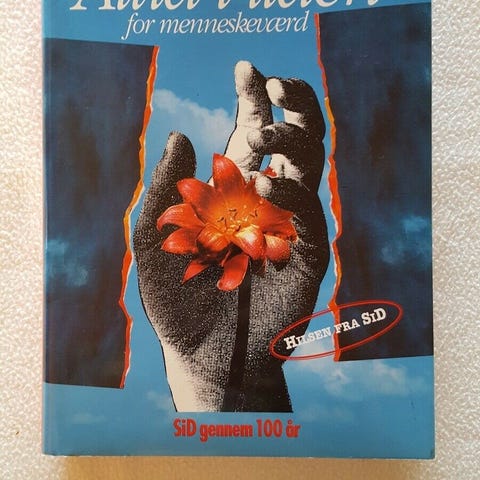 for menneskeværd
HILSEN FRA SiD
SiD gennem 100 år